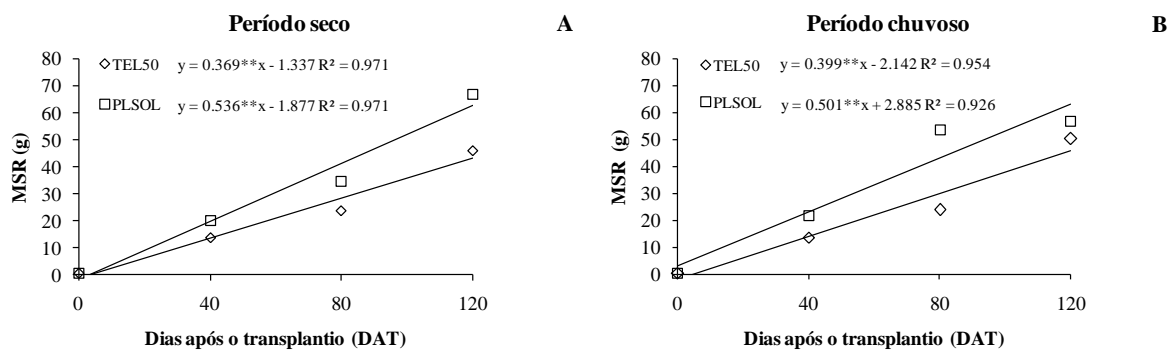 Período seco
A
MSR (g)
80
70
60
50
40
30
20
10
0
TEL50 y = 0.369**x - 1.337 R² = 0.971
PLSOL y = 0.536**x - 1.877 R² = 0.971
0 40 80 120
Dias após o transplantio (DAT)
Período chuvoso
B
MSR (g)
80
70
60
50
40
30
20
10
0
TEL50 y = 0.399**x - 2.142 R² = 0.954
PLSOL y = 0.501**x + 2.885 R² = 0.926
0 40 80 120
Dias após o transplantio (DAT)